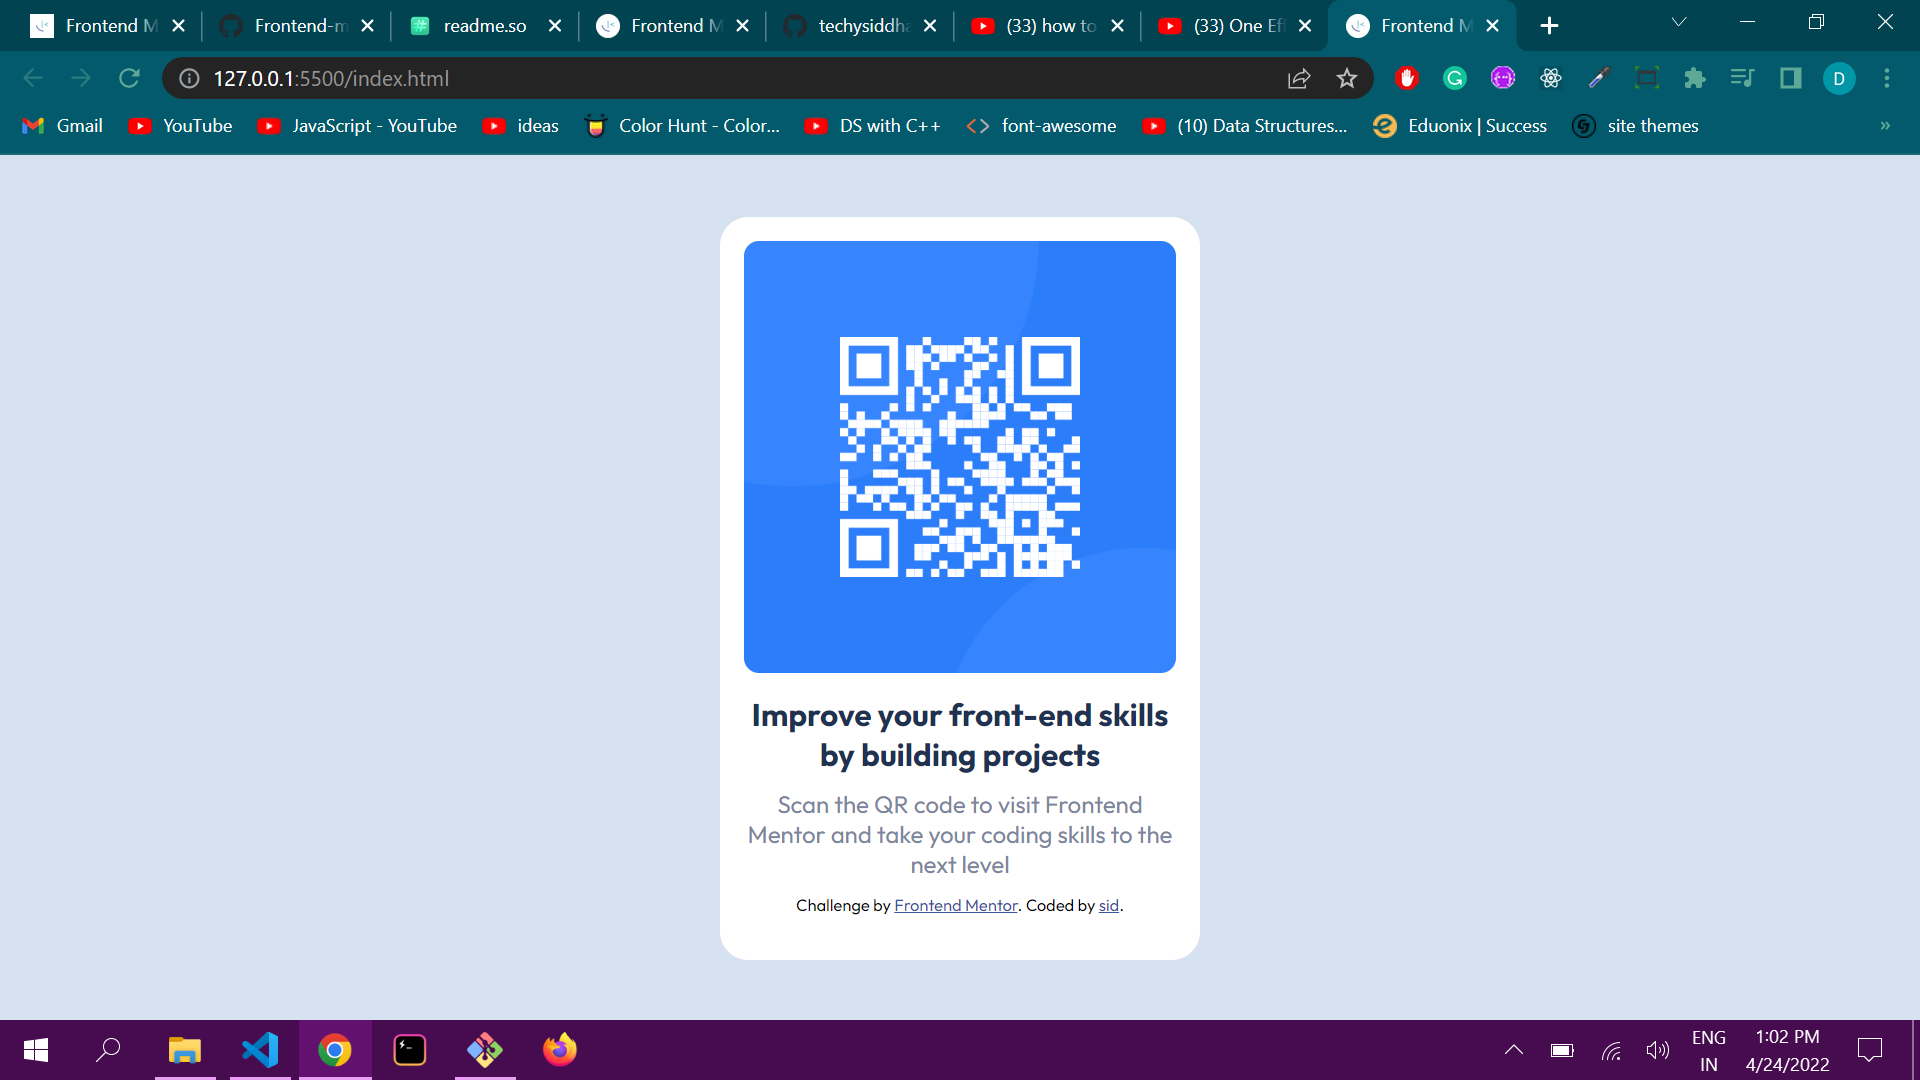 Frontend M
Frontend-m
readme.so
Frontend M
techysiddha
(33) how to
(33) One Eff
Frontend M
127.0.0.1:5500/index.html
D
Gmail
YouTube
JavaScript - YouTube
ideas
Color Hunt - Color...
DS with C++
font-awesome
(10) Data Structures...
Eduonix | Success
site themes
»
Improve your front-end skills
by building projects
Scan the QR code to visit Frontend
Mentor and take your coding skills to the
next level
Challenge by Frontend Mentor. Coded by sid.
ENG
IN
1:02 PM
4/24/2022